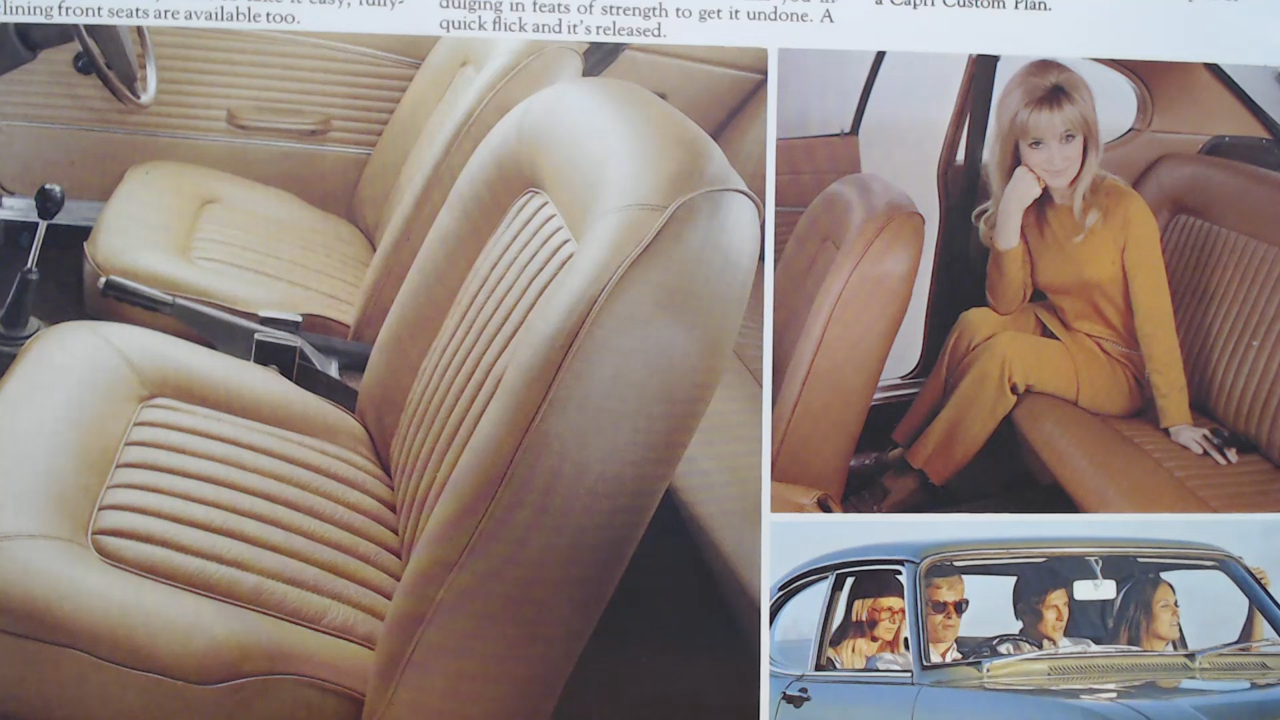 lining front seats are available too.
dulging in feats of strength to get it undone. A
quick flick and it's released.
a Capri Custom Plan.